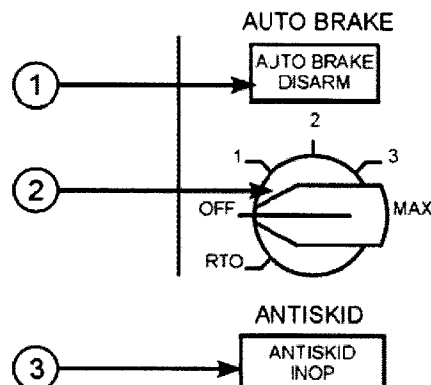 AUTO BRAKE
1
AUTO BRAKE
DISARM
2
1
3
2
OFF
MAX
RTO
ANTISKID
3
ANTISKID
INOP